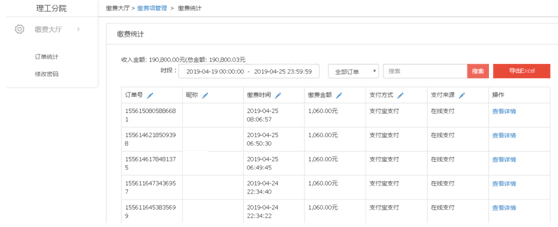 理工分院
缴费大厅 > 缴费项管理 > 缴费统计
缴费大厅
订单统计
修改密码
缴费统计
收入金额: 190,800.00元(总金额: 190,800.03元
时段: 2019-04-19 00:00:00 - 2019-04-25 23:59:59 全部订单 搜索 搜索 导出Excel
订单号 昵称 缴费时间 缴费金额 支付方式 支付来源 操作
155615080588668 2019-04-25 1,060.00元 支付宝支付 在线支付 查看详情
1 08:06:57
155614621850939 2019-04-25 1,060.00元 支付宝支付 在线支付 查看详情
8 06:50:30
155614617848137 2019-04-25 1,060.00元 支付宝支付 在线支付 查看详情
5 06:49:45
155611647343695 2019-04-24 1,060.00元 支付宝支付 在线支付 查看详情
7 22:34:40
155611645383569 2019-04-24 1,060.00元 支付宝支付 在线支付 查看详情
9 22:34:22